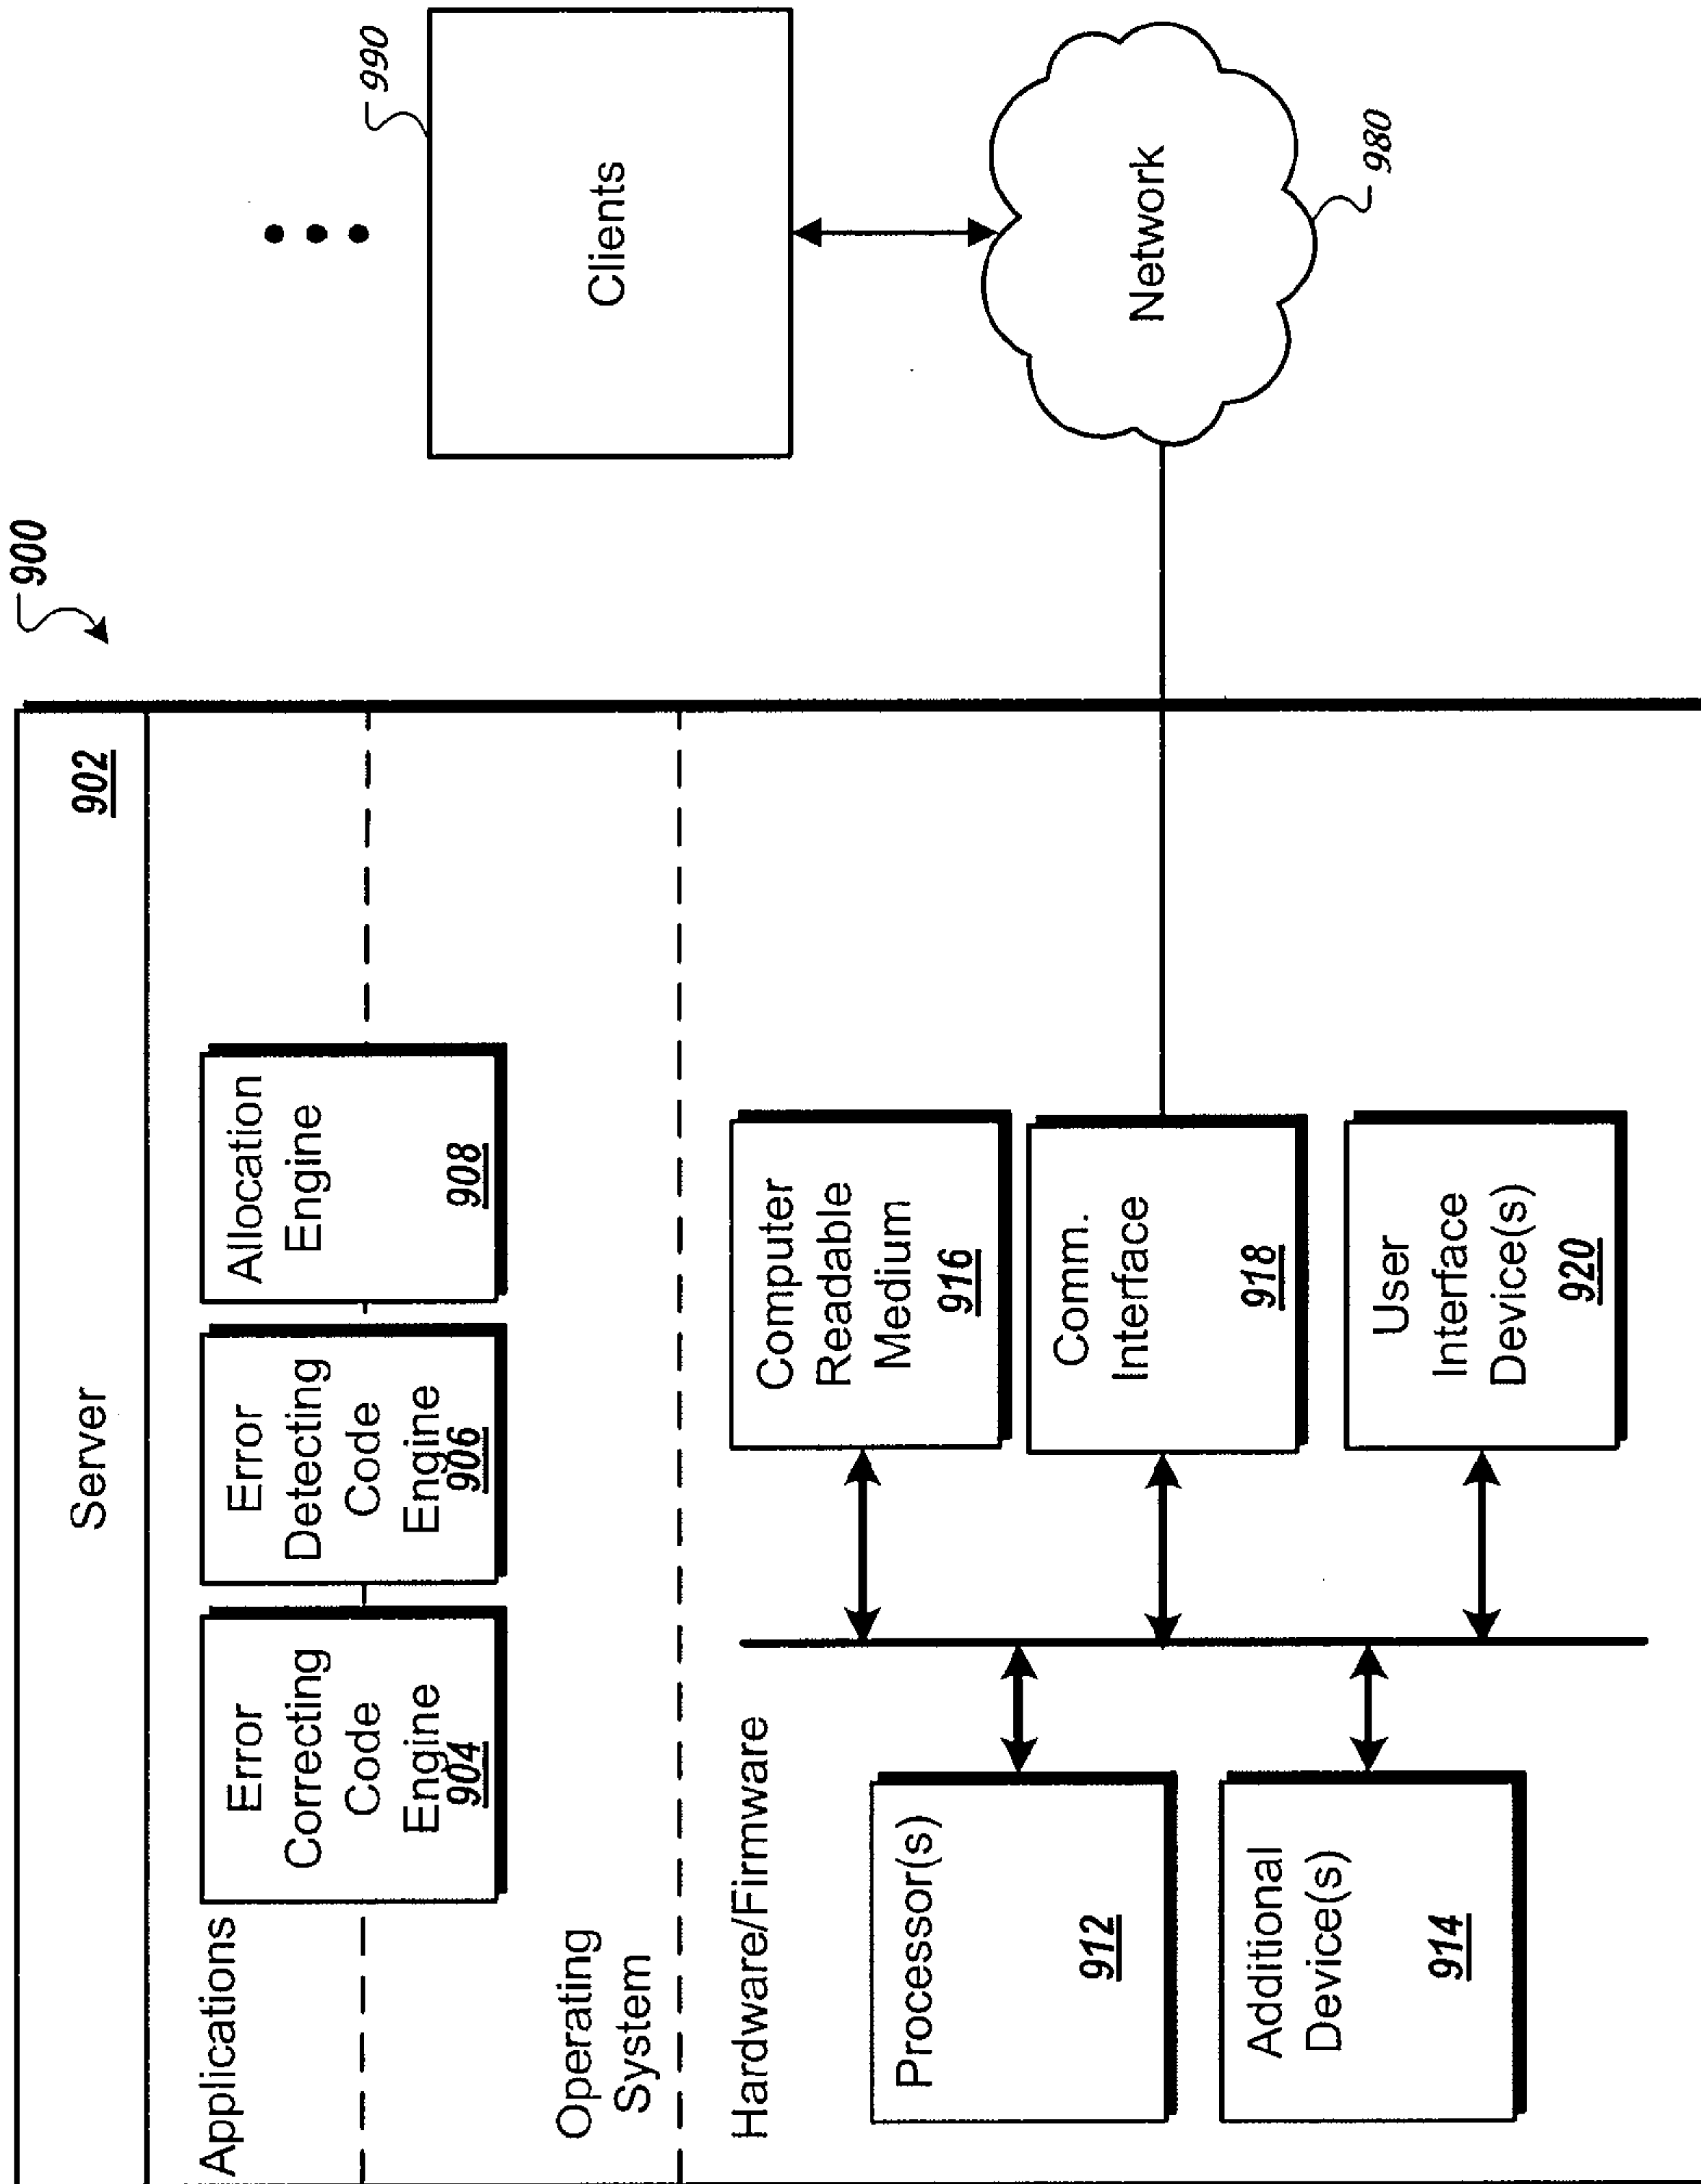 900
Server
902
Applications
Error
Correcting
Code
Engine
904
Error
Detecting
Code
Engine
906
Allocation
Engine
908
Operating
System
Hardware/Firmware
Processor(s)
912
Additional
Device(s)
914
Computer
Readable
Medium
916
Comm.
Interface
918
User
Interface
Device(s)
920
Clients
990
Network
980